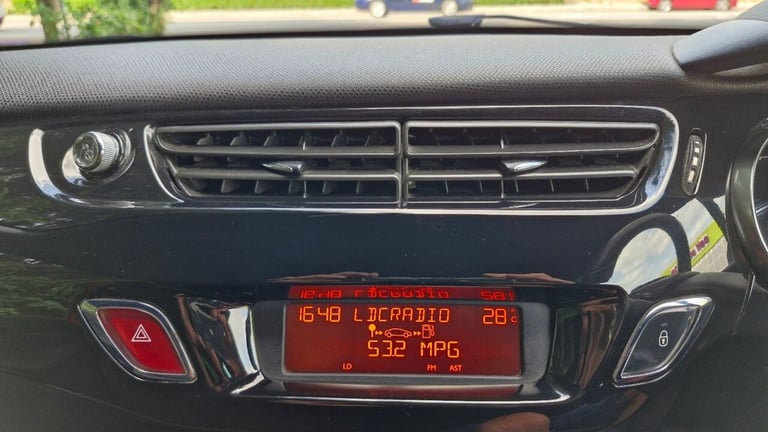 1648 LDCRADIO 28°C
53.2 MPG
LD FM AST